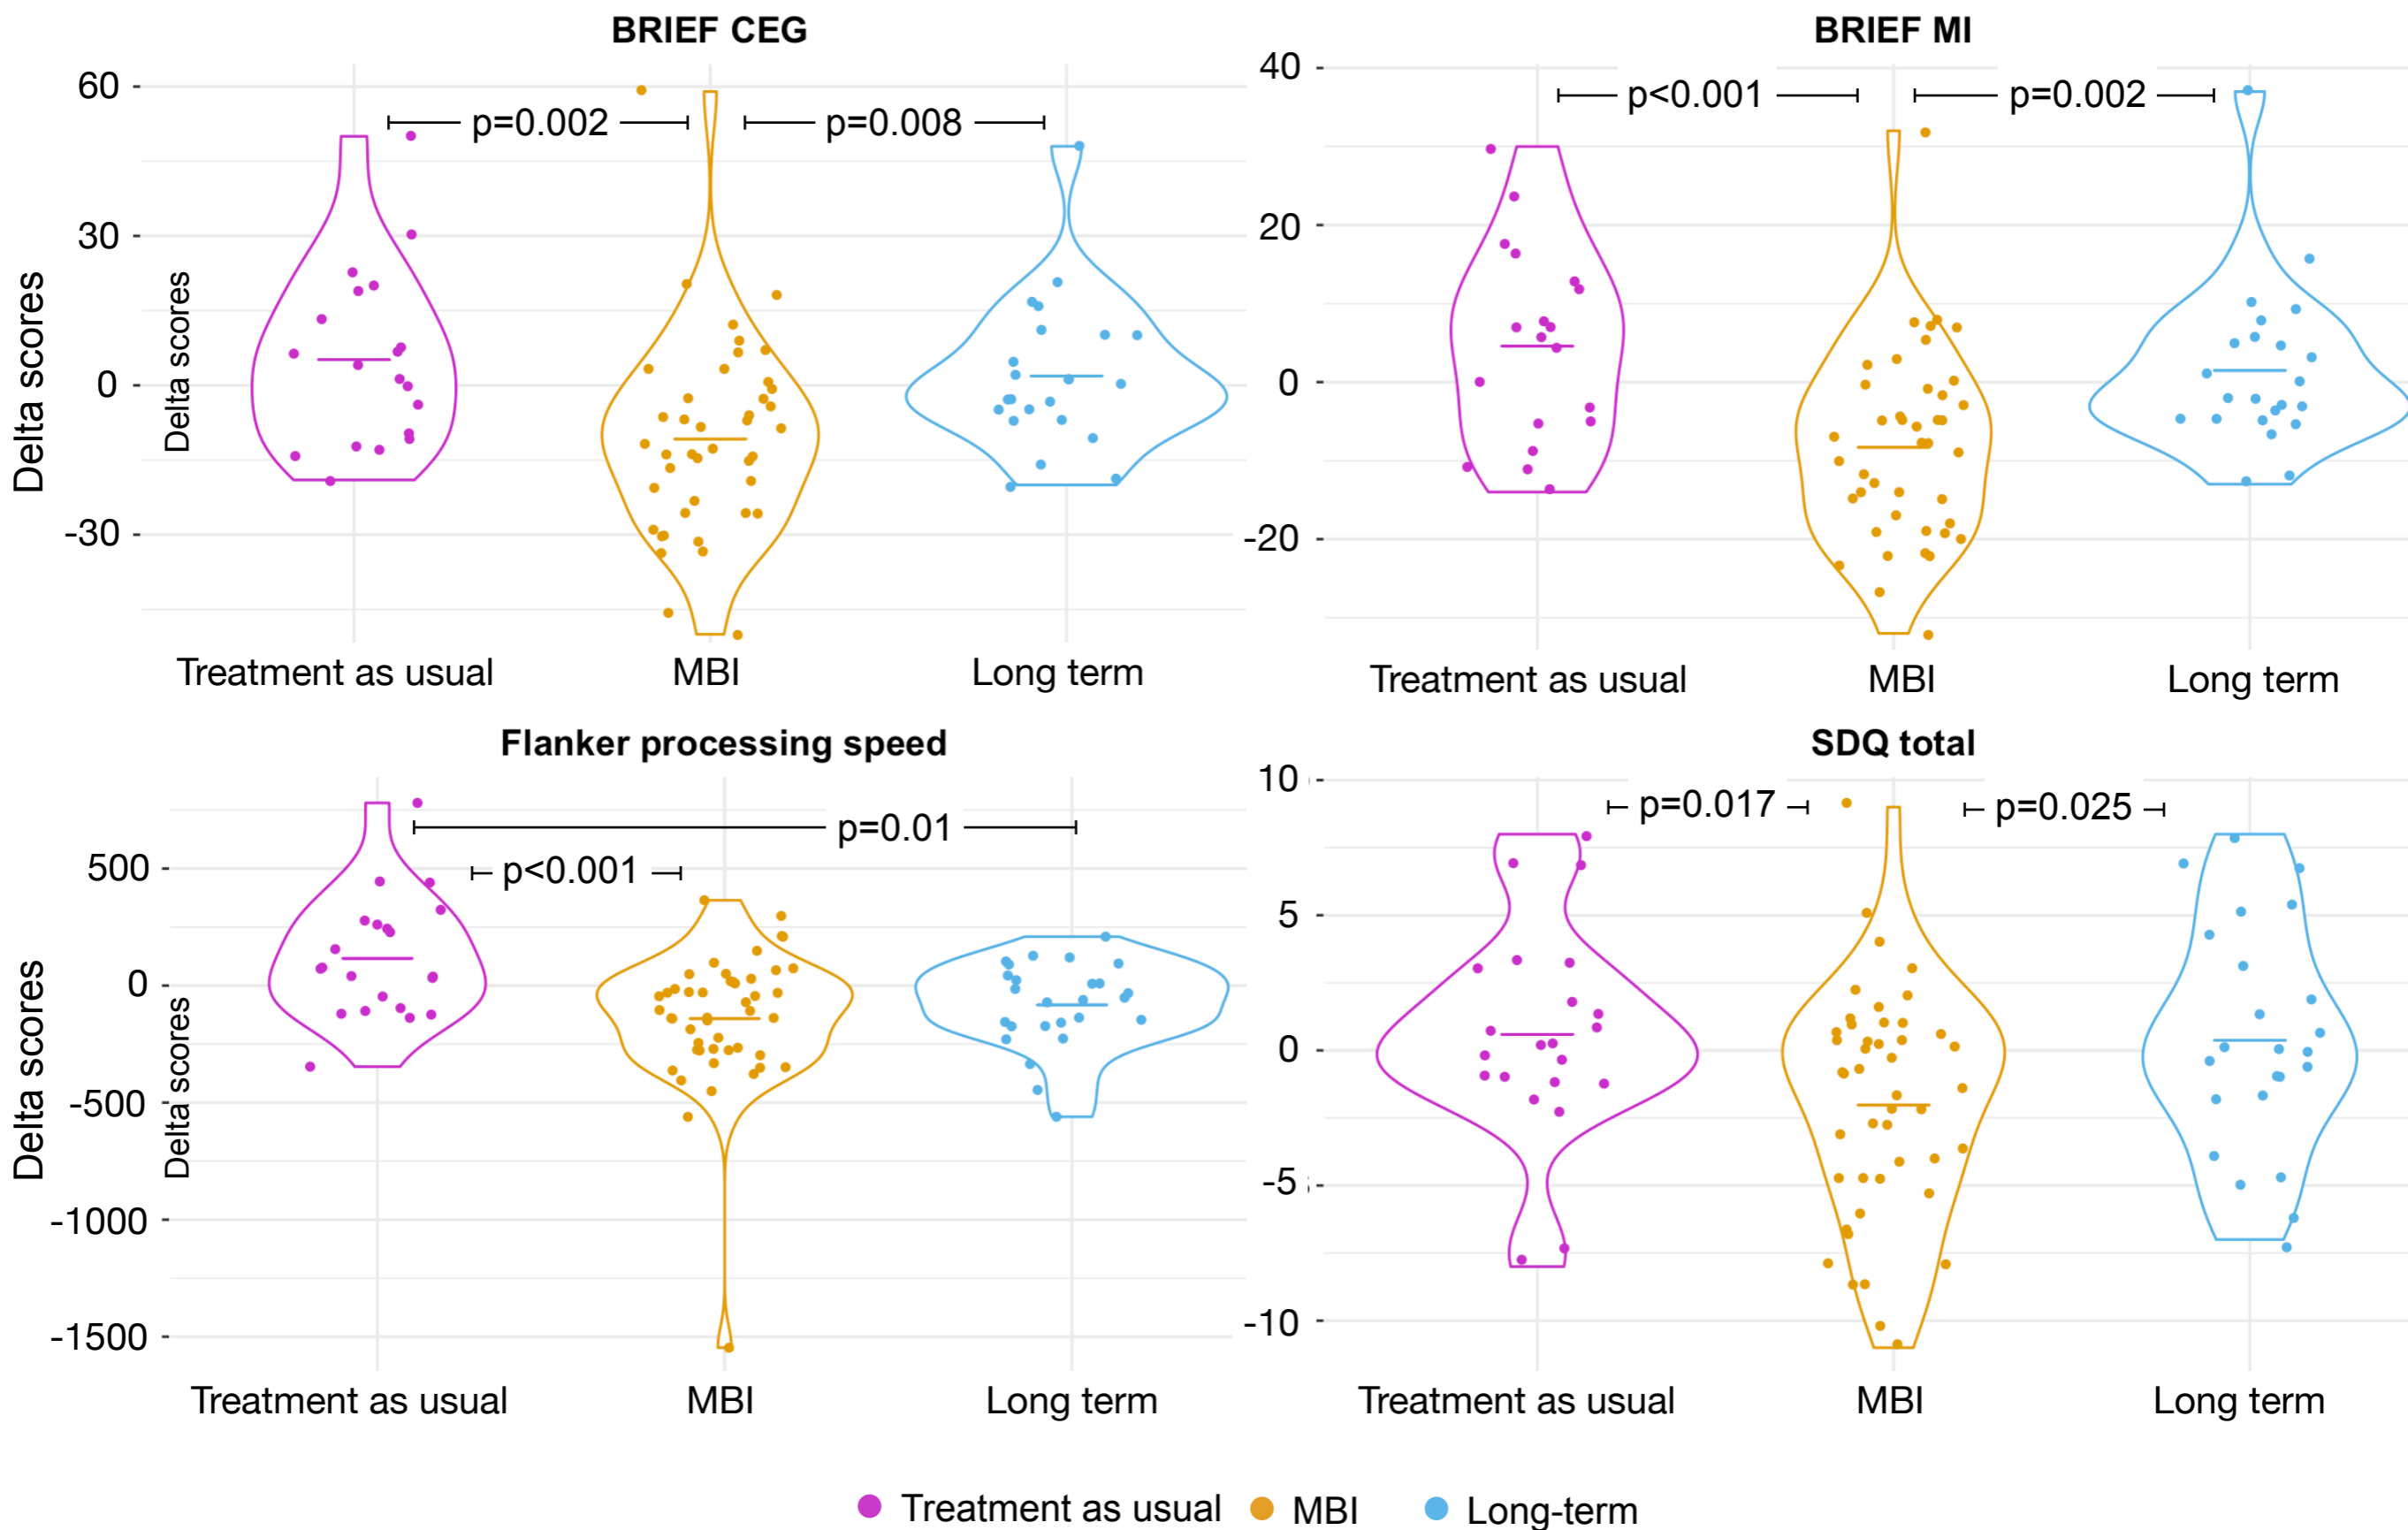 BRIEF CEG
60
30
0
-30
Delta scores
Delta scores
p=0.002
p=0.008
Treatment as usual
MBI
Long term
BRIEF MI
40
20
0
-20
p<0.001
p=0.002
Treatment as usual
MBI
Long term
Flanker processing speed
500
0
-500
-1000
-1500
Delta scores
Delta scores
p=0.01
p<0.001
Treatment as usual
MBI
Long term
SDQ total
10
5
0
-5
-10
p=0.017
p=0.025
Treatment as usual
MBI
Long term
Treatment as usual MBI Long-term